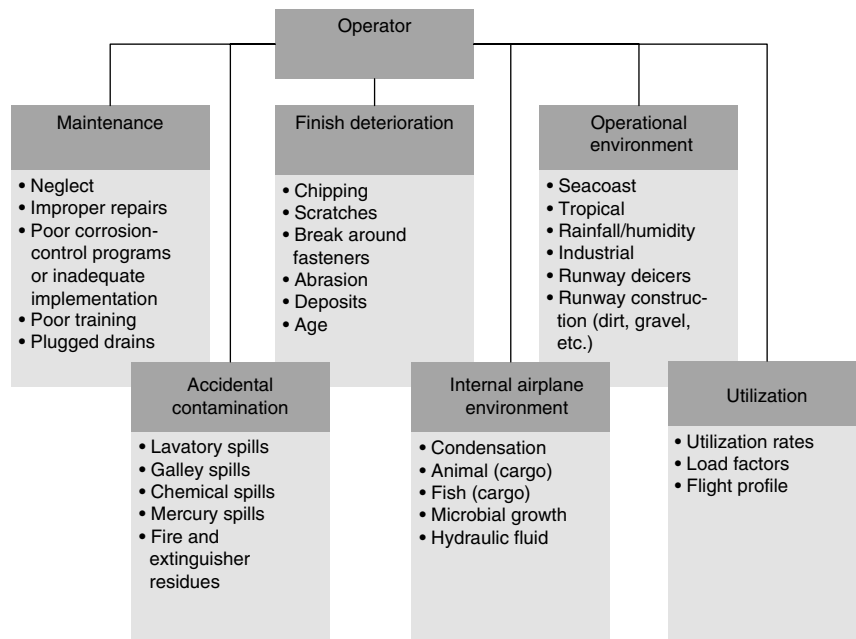 Operator
Maintenance
• Neglect
• Improper repairs
• Poor corrosion-
control programs
or inadequate
implementation
• Poor training
• Plugged drains
Finish deterioration
• Chipping
• Scratches
• Break around
fasteners
• Abrasion
• Deposits
• Age
Operational
environment
• Seacoast
• Tropical
• Rainfall/humidity
• Industrial
• Runway deicers
• Runway construc-
tion (dirt, gravel,
etc.)
Accidental
contamination
• Lavatory spills
• Galley spills
• Chemical spills
• Mercury spills
• Fire and
extinguisher
residues
Internal airplane
environment
• Condensation
• Animal (cargo)
• Fish (cargo)
• Microbial growth
• Hydraulic fluid
Utilization
• Utilization rates
• Load factors
• Flight profile